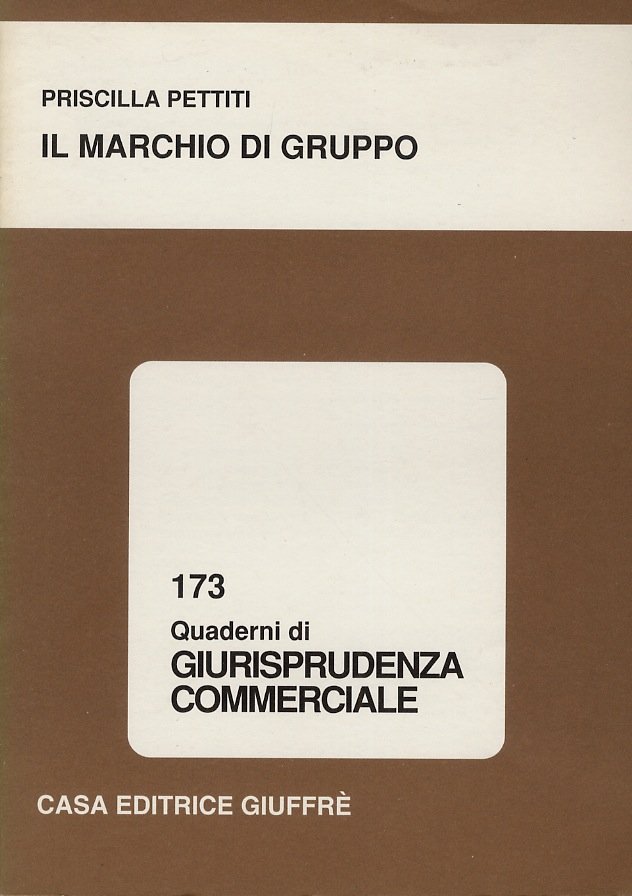 PRISCILLA PETTITI
IL MARCHIO DI GRUPPO
173
Quaderni di
GIURISPRUDENZA
COMMERCIALE
CASA EDITRICE GIUFFRÈ